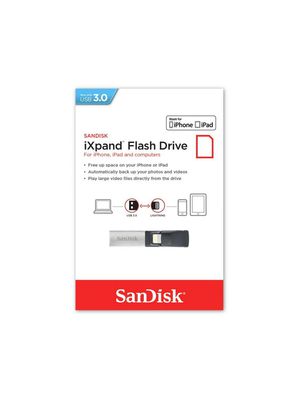 USB 3.0
Made for
iPhone iPad
SANDISK
iXpand™ Flash Drive
For iPhone, iPad and computers
• Free up space on your iPhone or iPad
• Automatically back up your photos and videos
• Play large video files directly from the drive
USB 3.0
LIGHTNING
SanDisk®